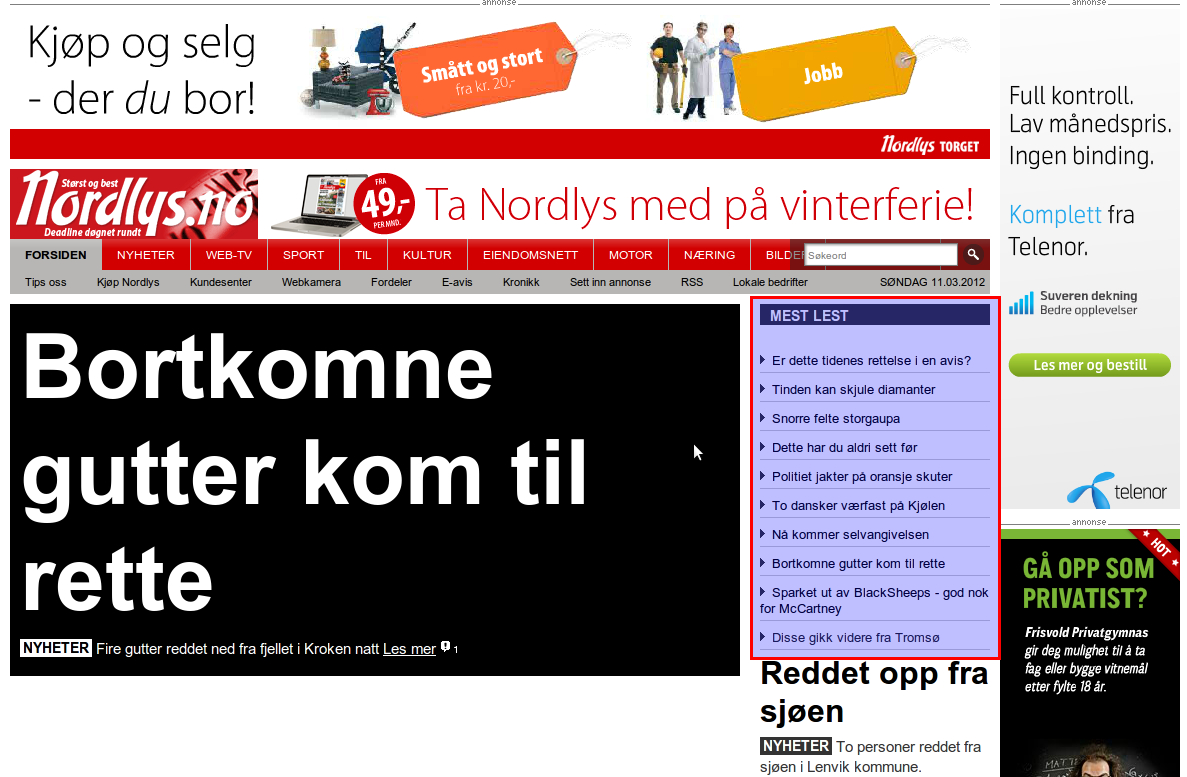 annonse
Kjøp og selg
- der du bor!
Smått og stort
fra kr. 20,-
Jobb
Nordlys TORGET
Størst og best
Nordlys.no
Deadline døgnet rundt
FRA
49,-
PER MND.
Ta Nordlys med på vinterferie!
FORSIDEN NYHETER WEB-TV SPORT TIL KULTUR EIENDOMSNETT MOTOR NÆRING Søkeord
Tips oss Kjøp Nordlys Kundesenter Webkamera Fordeler E-avis Kronikk Sett inn annonse RSS Lokale bedrifter SØNDAG 11.03.2012
Bortkomne
gutter kom til
rette
NYHETER Fire gutter reddet ned fra fjellet i Kroken natt Les mer 1
MEST LEST
Er dette tidenes rettelse i en avis?
Tinden kan skjule diamanter
Snorre felte storgaupa
Dette har du aldri sett før
Politiet jakter på oransje skuter
To dansker værfast på Kjølen
Nå kommer selvangivelsen
Bortkomne gutter kom til rette
Sparket ut av BlackSheeps - god nok
for McCartney
Disse gikk videre fra Tromsø
Reddet opp fra
sjøen
NYHETER To personer reddet fra
sjøen i Lenvik kommune.
annonse
Full kontroll.
Lav månedspris.
Ingen binding.
Komplett fra
Telenor.
Suveren dekning
Bedre opplevelser
Les mer og bestill
telenor
annonse
HOT
GÅ OPP SOM
PRIVATIST?
Frisvold Privatgymnas
gir deg mulighet til å ta
fag eller bygge vitnemål
etter fylte 18 år.